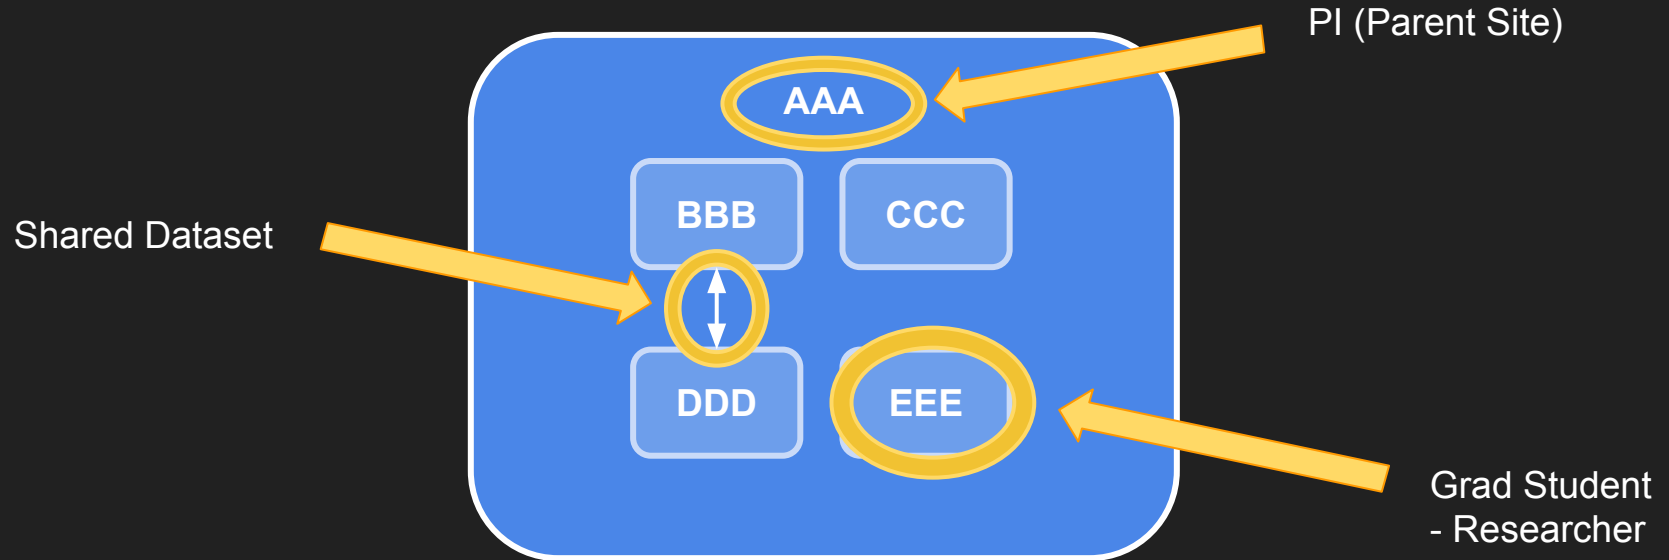 PI (Parent Site)
AAA
BBB
CCC
Shared Dataset
DDD
EEE
Grad Student
- Researcher